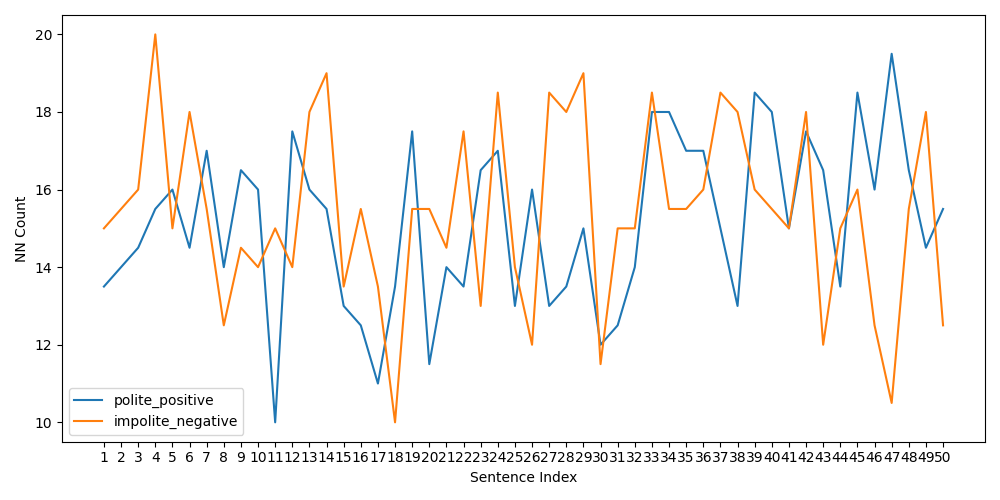 20
18
16
14
12
10
NN Count
polite_positive
impolite_negative
1 2 3 4 5 6 7 8 9 10 11 12 13 14 15 16 17 18 19 20 21 22 23 24 25 26 27 28 29 30 31 32 33 34 35 36 37 38 39 40 41 42 43 44 45 46 47 48 49 50
Sentence Index